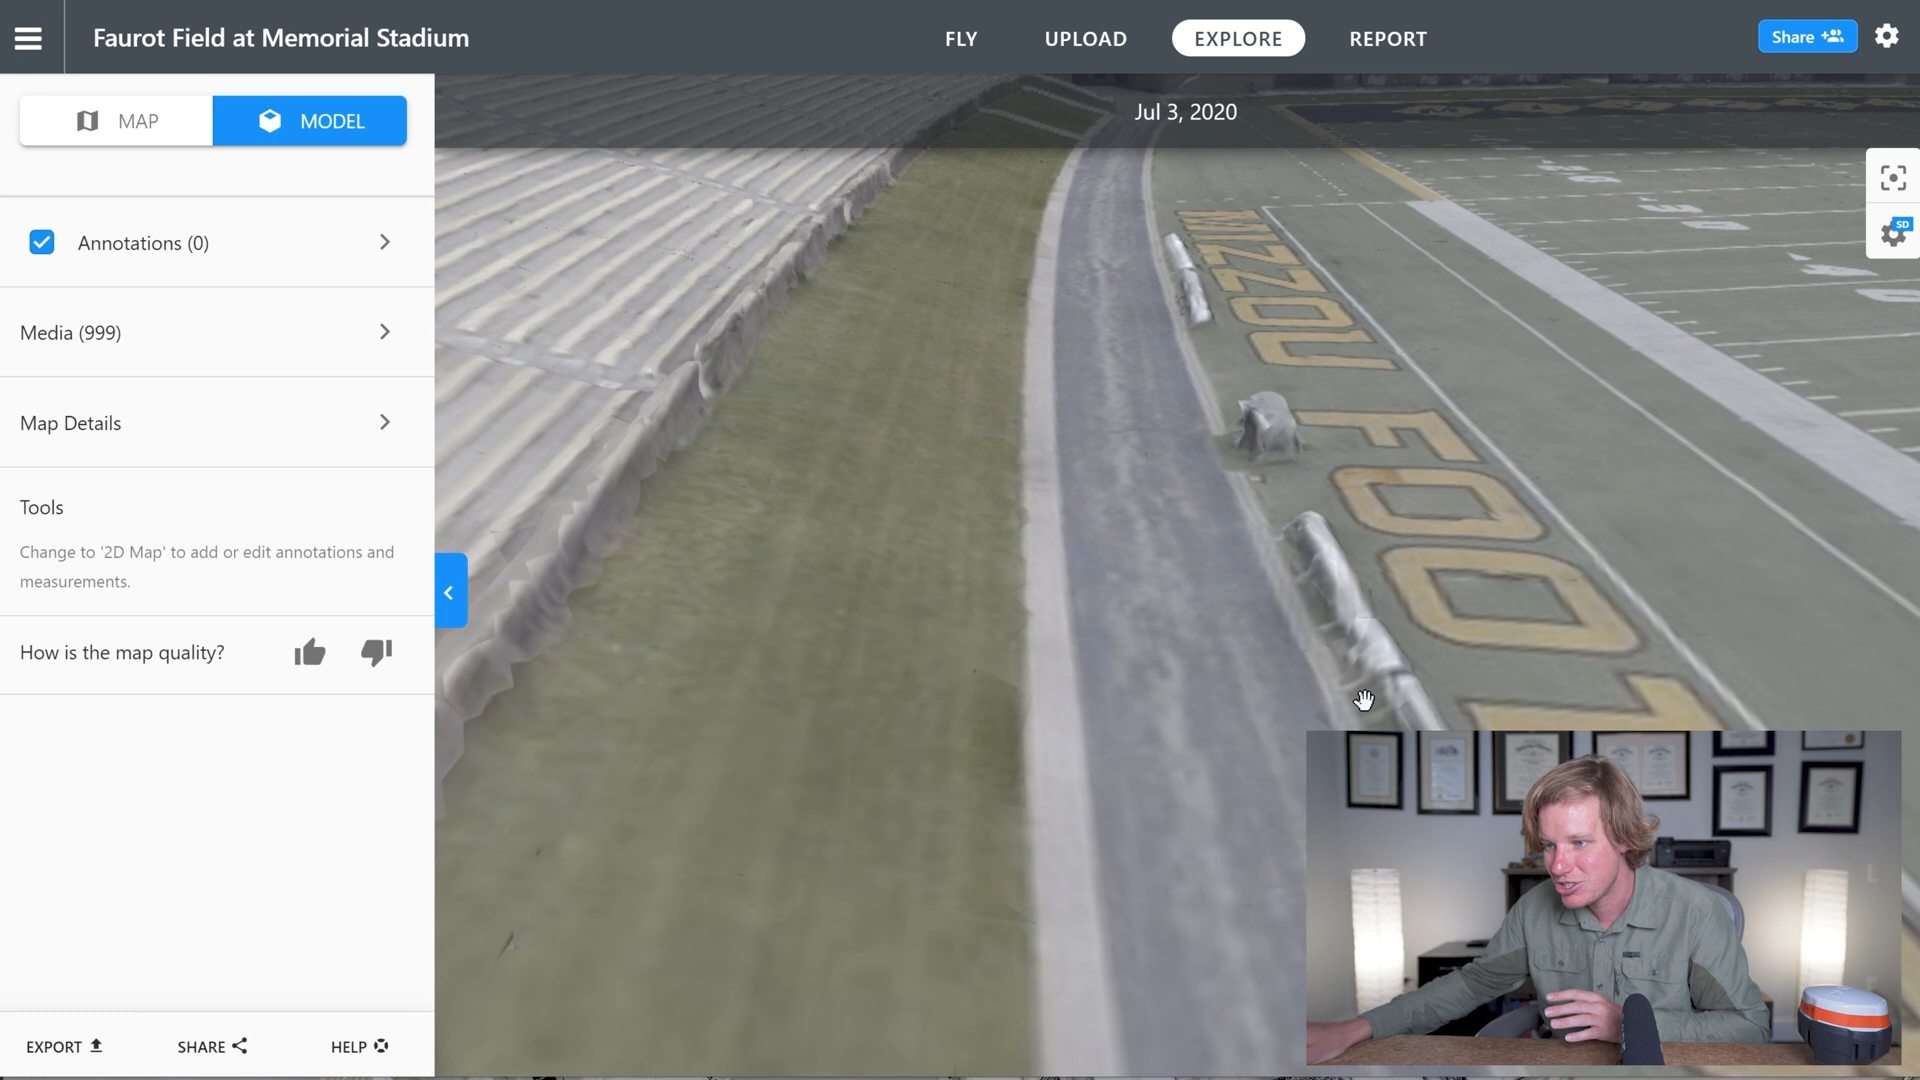 Faurot Field at Memorial Stadium
FLY
UPLOAD
EXPLORE
REPORT
Share
MAP
MODEL
Jul 3, 2020
SD
Annotations (0)
Media (999)
Map Details
Tools
Change to '2D Map' to add or edit annotations and
measurements.
How is the map quality?
MIZZOU FOOT
EXPORT
SHARE
HELP